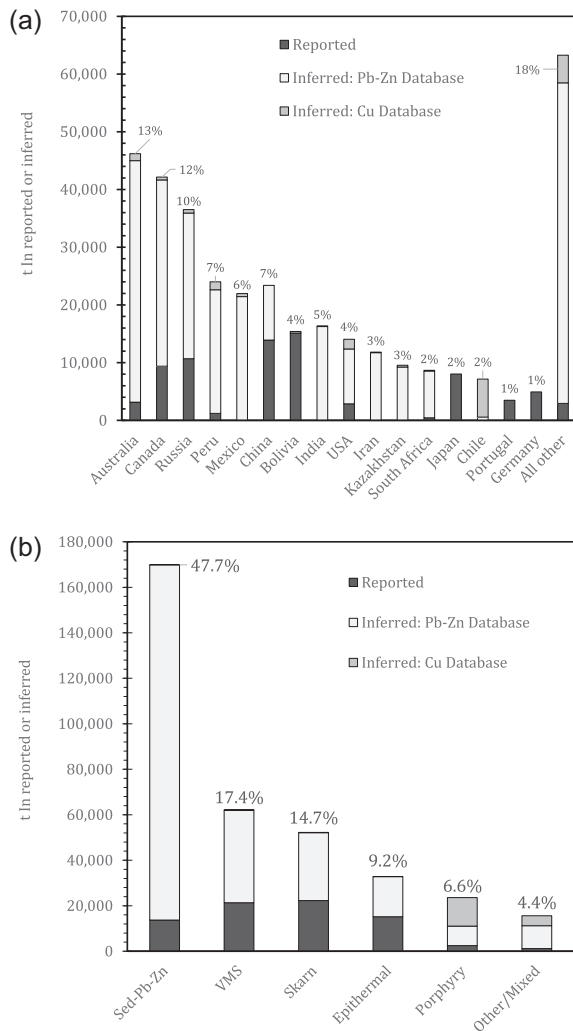 (a)
70,000
60,000
50,000
40,000
30,000
20,000
10,000
0
t In reported or inferred
Reported
Inferred: Pb-Zn Database
Inferred: Cu Database
13%
12%
10%
7%
6%
7%
4%
5%
4%
3%
3%
2%
2%
2%
1%
1%
18%
Australia
Canada
Russia
Peru
Mexico
China
Bolivia
India
USA
Iran
Kazakhstan
South Africa
Japan
Chile
Portugal
Germany
All other
(b)
180,000
160,000
140,000
120,000
100,000
80,000
60,000
40,000
20,000
0
t In reported or inferred
Reported
Inferred: Pb-Zn Database
Inferred: Cu Database
47.7%
17.4%
14.7%
9.2%
6.6%
4.4%
Sed-Pb-Zn
VMS
Skarn
Epithermal
Porphyry
Other/Mixed